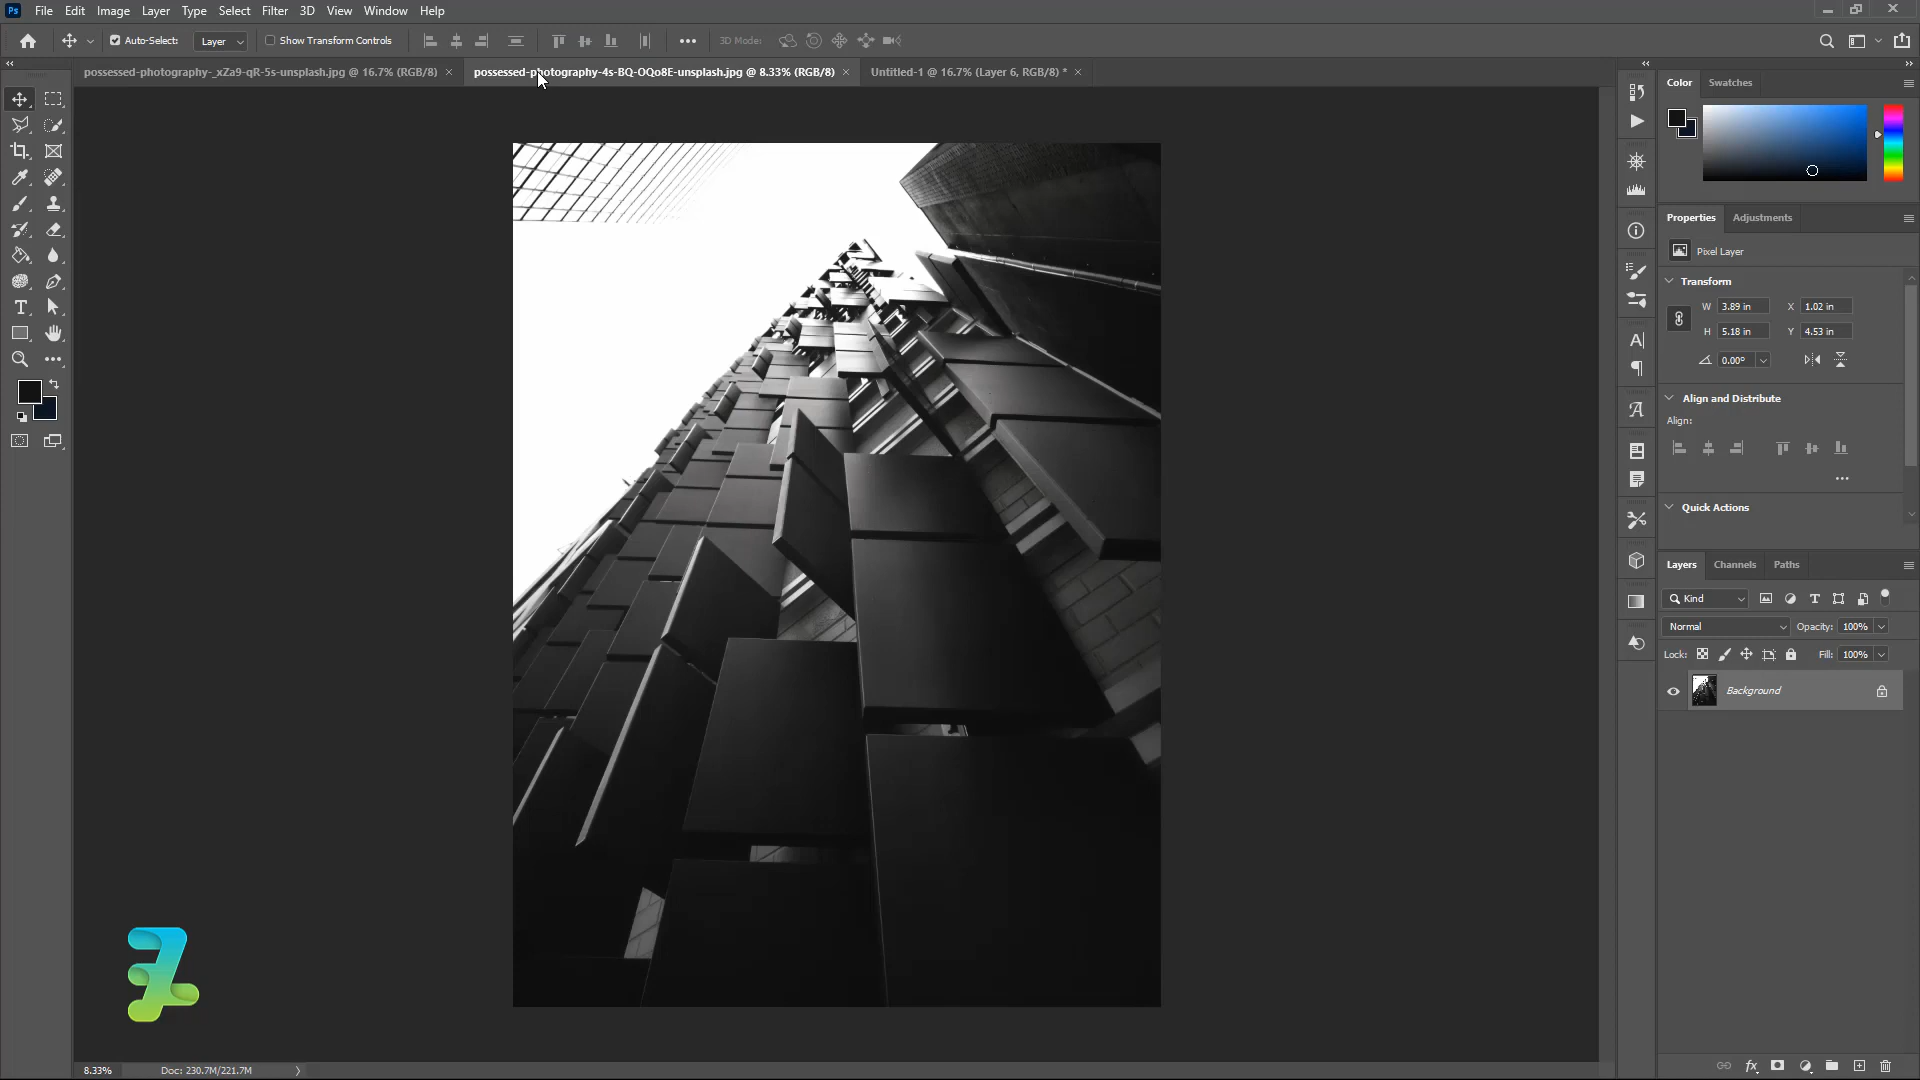 Ps File Edit Image Layer Type Select Filter 3D View Window Help
Auto-Select: Layer Show Transform Controls 3D Mode:
possessed-photography-_xZa9-qR-5s-unsplash.jpg @ 16.7% (RGB/8) × possessed-photography-4s-BQ-OQo8E-unsplash.jpg @ 8.33% (RGB/8) × Untitled-1 @ 16.7% (Layer 6, RGB/8) * ×
Color Swatches
Properties Adjustments
Pixel Layer
Transform
W 3.89 in X 1.02 in
H 5.18 in Y 4.53 in
0.00°
Align and Distribute
Align:
Quick Actions
Layers Channels Paths
Kind
Normal Opacity: 100%
Lock: Fill: 100%
Background
8.33% Doc: 230.7M/221.7M